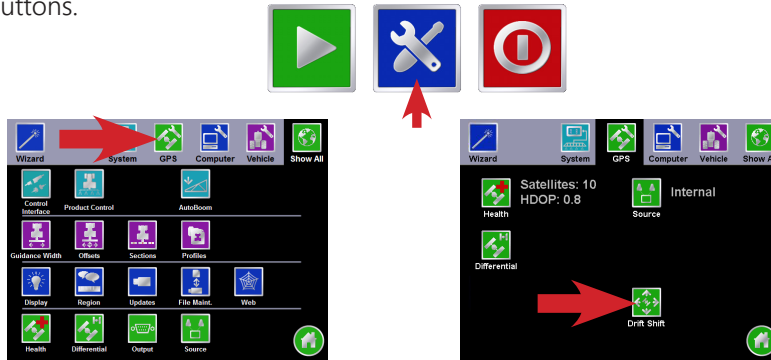 uttons.
Wizard System GPS Computer Vehicle Show All
Control Interface Product Control AutoBoom
Guidance Width Offsets Sections Profiles
Display Region Updates File Maint. Web
Health Differential Output Source
Wizard System GPS Computer Vehicle Show A
Satellites: 10
HDOP: 0.8
Internal
Health Source
Differential
Drift Shift